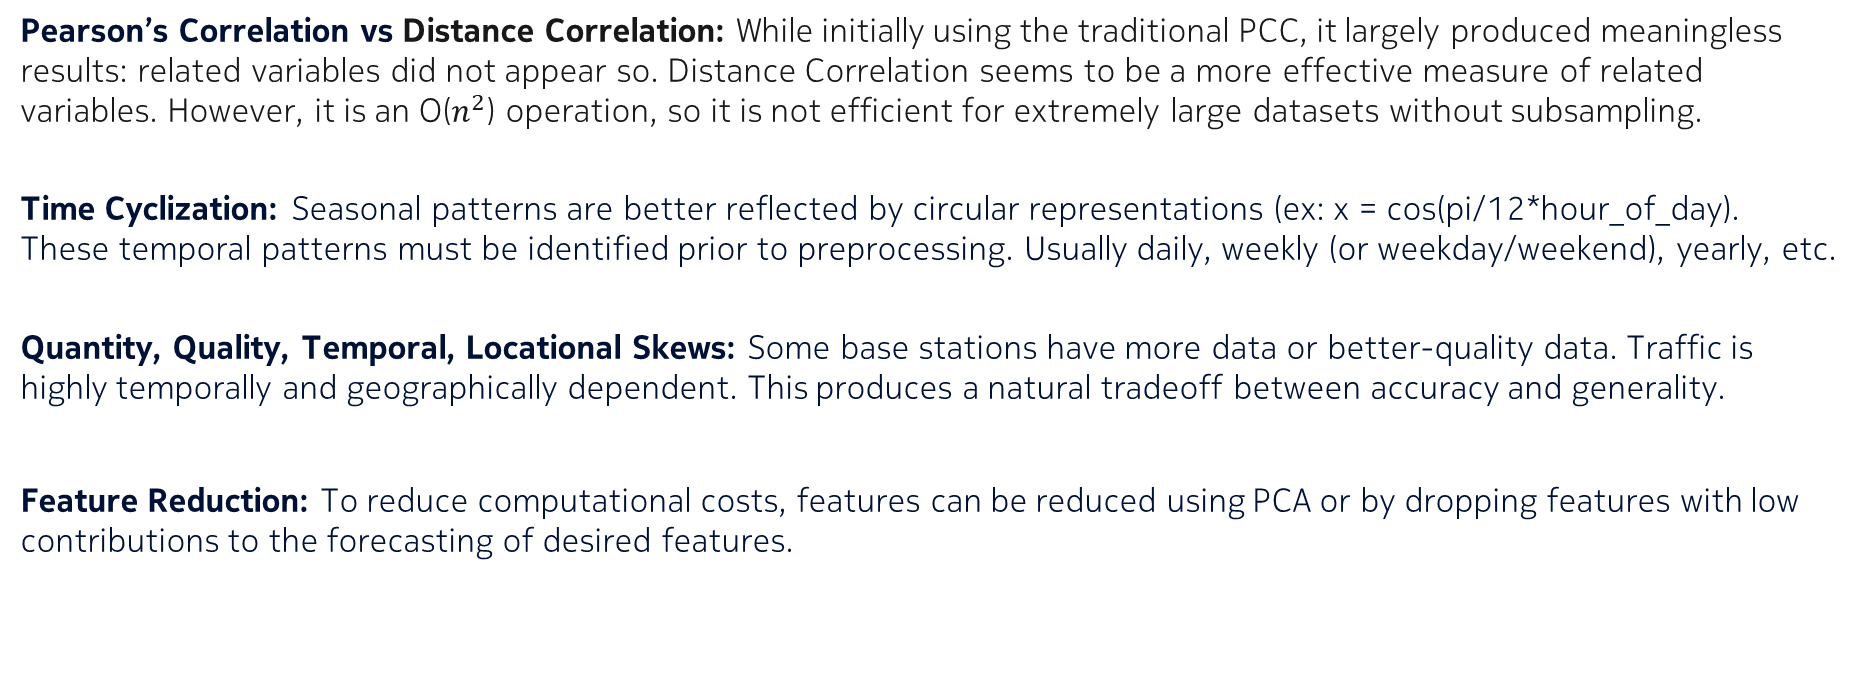 Pearson’s Correlation vs Distance Correlation: While initially using the traditional PCC, it largely produced meaningless
results: related variables did not appear so. Distance Correlation seems to be a more effective measure of related
variables. However, it is an O(n²) operation, so it is not efficient for extremely large datasets without subsampling.
Time Cyclization: Seasonal patterns are better reflected by circular representations (ex: x = cos(pi/12*hour_of_day).
These temporal patterns must be identified prior to preprocessing. Usually daily, weekly (or weekday/weekend), yearly, etc.
Quantity, Quality, Temporal, Locational Skews: Some base stations have more data or better-quality data. Traffic is
highly temporally and geographically dependent. This produces a natural tradeoff between accuracy and generality.
Feature Reduction: To reduce computational costs, features can be reduced using PCA or by dropping features with low
contributions to the forecasting of desired features.